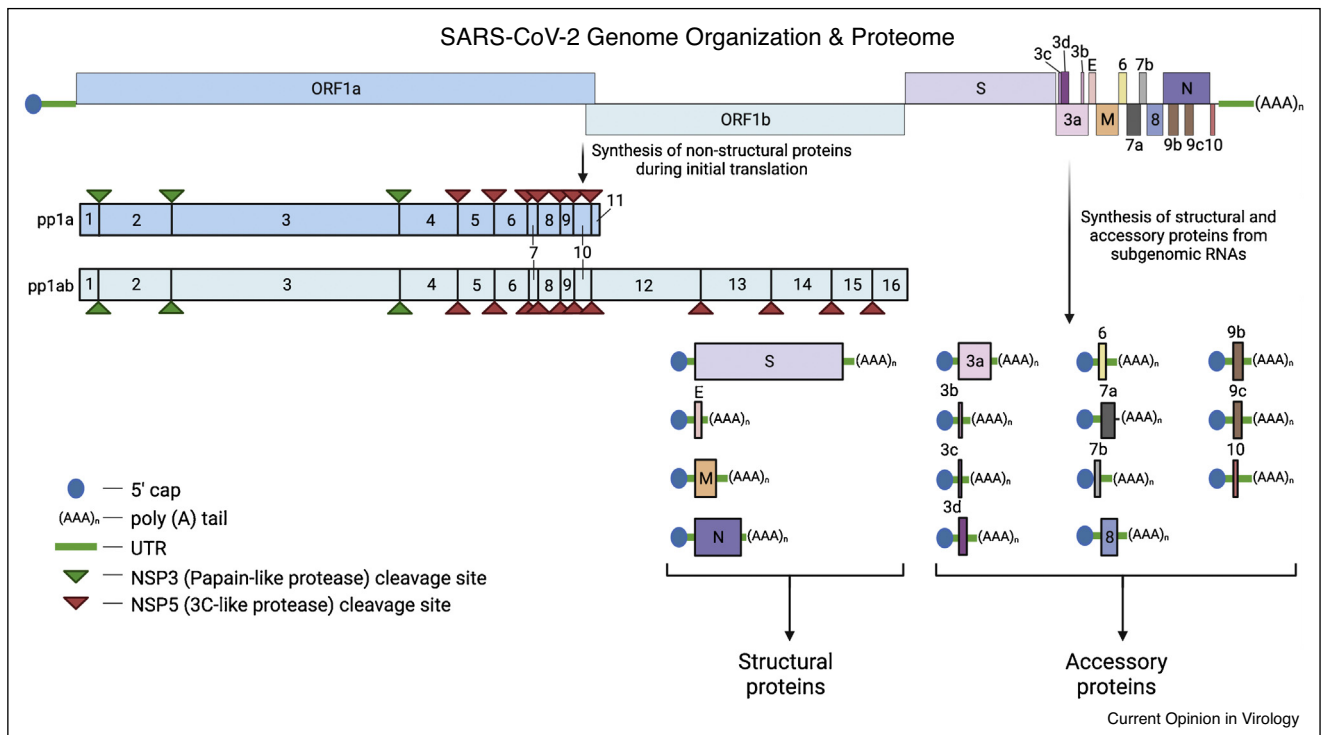 SARS-CoV-2 Genome Organization & Proteome
3c
3d
3b
E
6
7b
ORF1a
S
N
(AAA)n
ORF1b
3a
M
8
7a
9b
9c
10
Synthesis of non-structural proteins
during initial translation
pp1a
1 2 3 4 5 6 8 9
11
7
10
Synthesis of structural and
accessory proteins from
subgenomic RNAs
pp1ab
1 2 3 4 5 6 8 9 12 13 14 15 16
S
(AAA)n
E
(AAA)n
M
(AAA)n
N
(AAA)n
3a
(AAA)n
3b
(AAA)n
3c
(AAA)n
3d
(AAA)n
6
(AAA)n
7a
(AAA)n
7b
(AAA)n
8
(AAA)n
9b
(AAA)n
9c
(AAA)n
10
(AAA)n
5' cap
(AAA)n poly (A) tail
UTR
NSP3 (Papain-like protease) cleavage site
NSP5 (3C-like protease) cleavage site
Structural
proteins
Accessory
proteins
Current Opinion in Virology